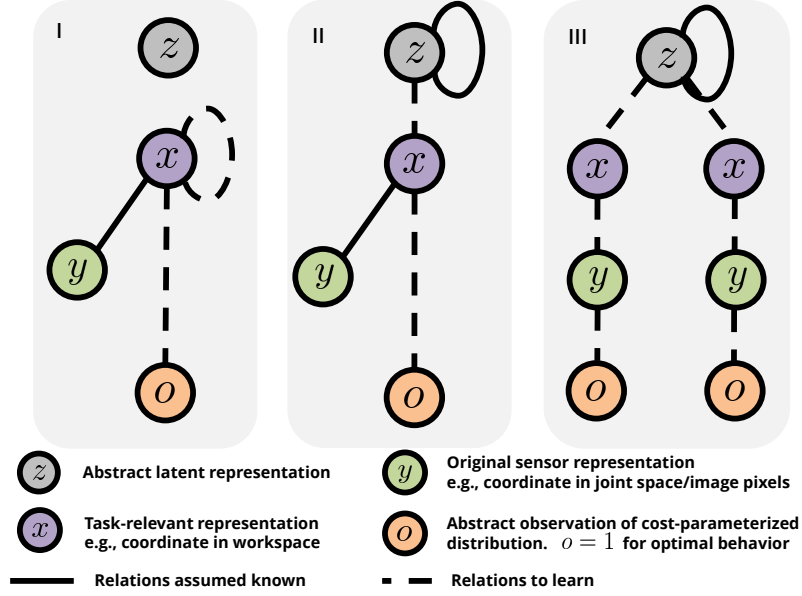 I
II
III
z
z
z
x
x
x
x
y
y
y
y
o
o
o
o
z Abstract latent representation
y Original sensor representation
e.g., coordinate in joint space/image pixels
x Task-relevant representation
e.g., coordinate in workspace
o Abstract observation of cost-parameterized
distribution. o = 1 for optimal behavior
Relations assumed known
Relations to learn